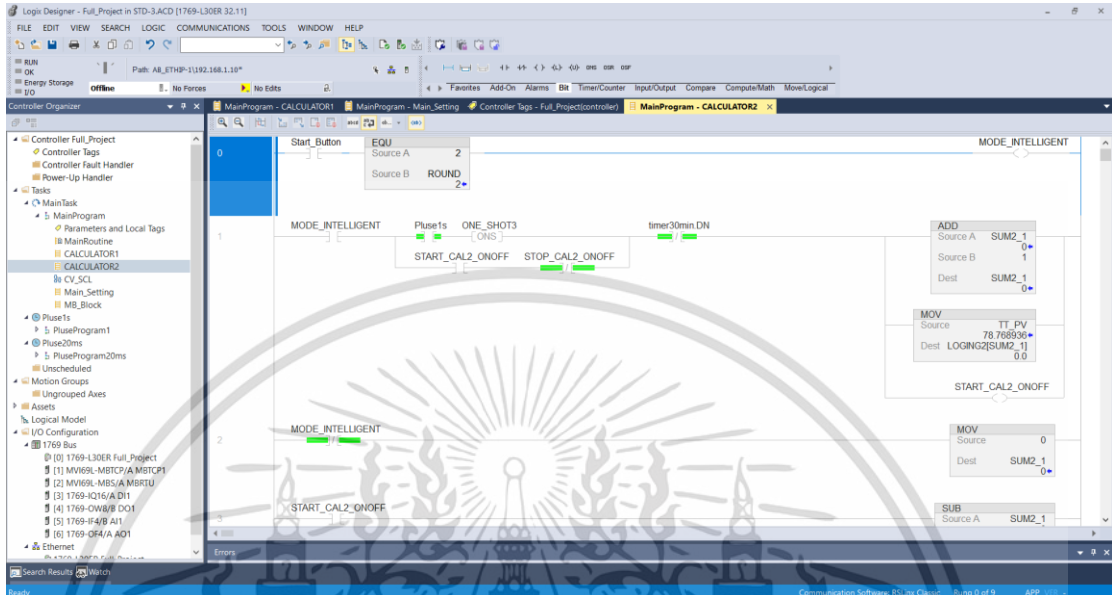 Logix Designer - Full_Project in STD-3.ACD [1769-L30ER 32.11]
FILE EDIT VIEW SEARCH LOGIC COMMUNICATIONS TOOLS WINDOW HELP
RUN
OK
Energy Storage
I/O
Path: AB_ETHIP-1\192.168.1.10*
Offline
No Forces
No Edits
Favorites Add-On Alarms Bit Timer/Counter Input/Output Compare Compute/Math Move/Logical
Controller Organizer
MainProgram - CALCULATOR1
MainProgram - Main_Setting
Controller Tags - Full_Project(controller)
MainProgram - CALCULATOR2
Controller Full_Project
Controller Tags
Controller Fault Handler
Power-Up Handler
Tasks
MainTask
MainProgram
Parameters and Local Tags
MainRoutine
CALCULATOR1
CALCULATOR2
CV_SCL
Main_Setting
MB_Block
Pluse1s
PluseProgram1
Pluse20ms
PluseProgram20ms
Unscheduled
Motion Groups
Ungrouped Axes
Assets
Logical Model
I/O Configuration
1769 Bus
[0] 1769-L30ER Full_Project
[1] MVI69L-MBTCP/A MBTCP1
[2] MVI69L-MBS/A MBRTU
[3] 1769-IQ16/A DI1
[4] 1769-OW8/B DO1
[5] 1769-IF4/B AI1
[6] 1769-OF4/A AO1
Ethernet
0
Start_Button
EQU
Source A 2
Source B ROUND
2
MODE_INTELLIGENT
1
MODE_INTELLIGENT
Pluse1s
ONE_SHOT3
ONS
timer30min.DN
START_CAL2_ONOFF
STOP_CAL2_ONOFF
ADD
Source A SUM2_1
0
Source B 1
Dest SUM2_1
0
MOV
Source TT_PV
78.768936
Dest LOGING2[SUM2_1]
0.0
START_CAL2_ONOFF
2
MODE_INTELLIGENT
MOV
Source 0
Dest SUM2_1
0
3
START_CAL2_ONOFF
SUB
Source A SUM2_1
Errors
Search Results
Watch
Ready
Communication Software: RSLinx Classic
Rung 0 of 9
APP
VER